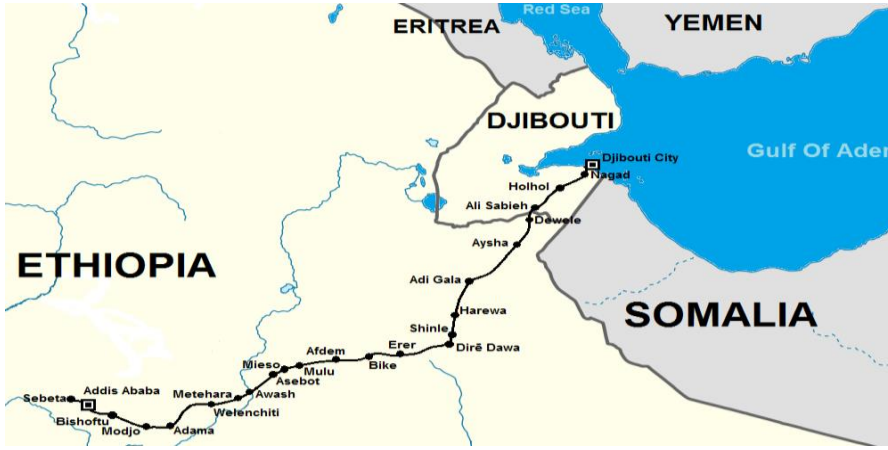 Red Sea
ERITREA
YEMEN
DJIBOUTI
Gulf Of Aden
Djibouti City
Nagad
Holhol
Ali Sabieh
Dewele
Aysha
ETHIOPIA
Adi Gala
SOMALIA
Harewa
Shinle
Dirē Dawa
Erer
Afdem
Bike
Mieso
Mulu
Asebot
Addis Ababa
Metehara
Awash
Sebeta
Welenchiti
Bishoftu
Adama
Modjo